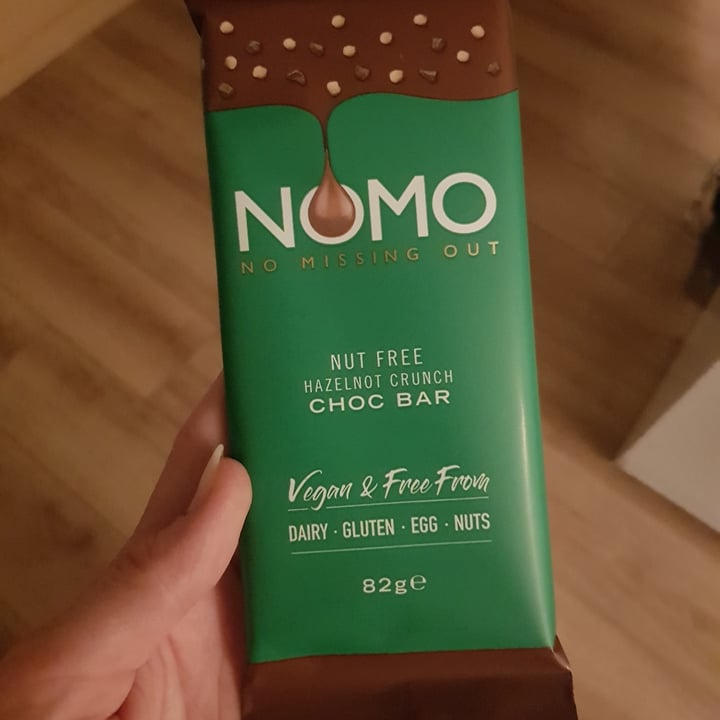 NOMO
NO MISSING OUT
NUT FREE
HAZELNOT CRUNCH
CHOC BAR
Vegan & Free From
DAIRY · GLUTEN · EGG · NUTS
82g℮